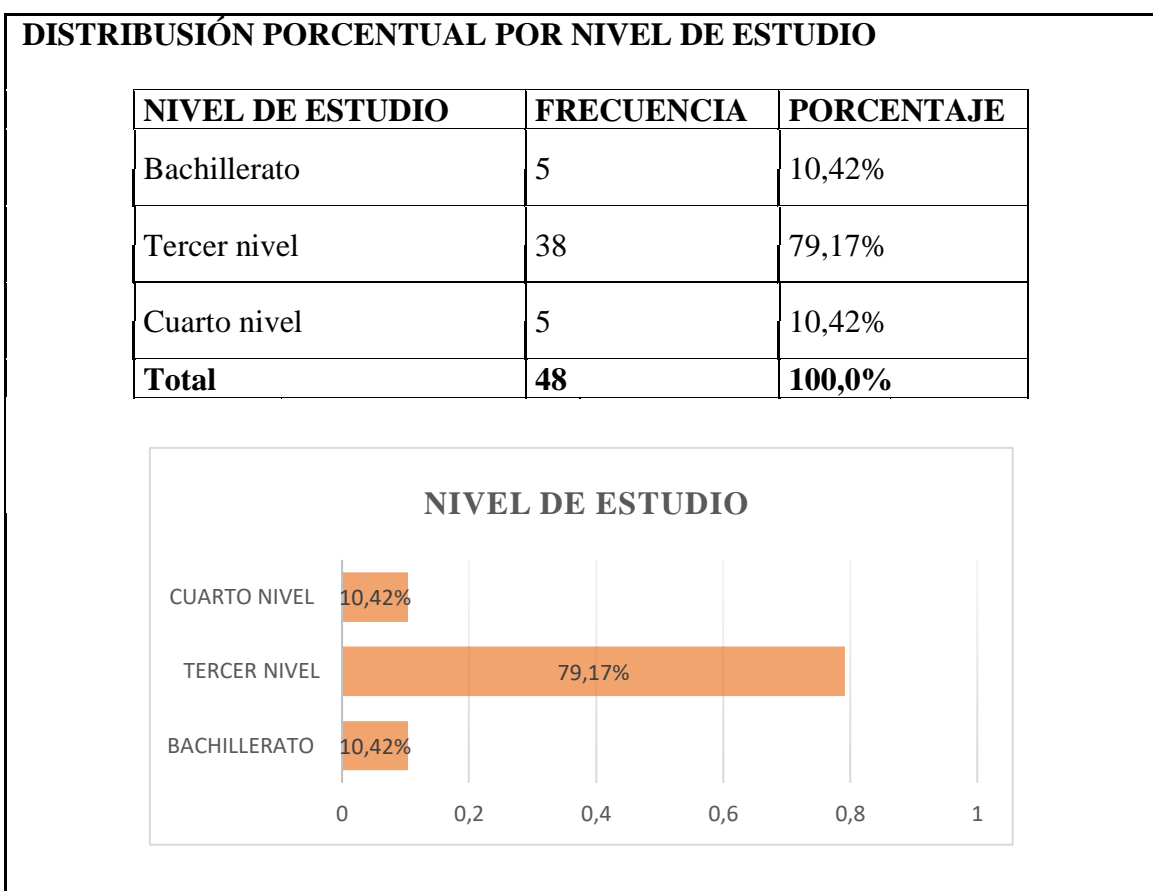 DISTRIBUSIÓN PORCENTUAL POR NIVEL DE ESTUDIO
NIVEL DE ESTUDIO FRECUENCIA PORCENTAJE
Bachillerato 5 10,42%
Tercer nivel 38 79,17%
Cuarto nivel 5 10,42%
Total 48 100,0%
NIVEL DE ESTUDIO
CUARTO NIVEL 10,42%
TERCER NIVEL 79,17%
BACHILLERATO 10,42%
0 0,2 0,4 0,6 0,8 1